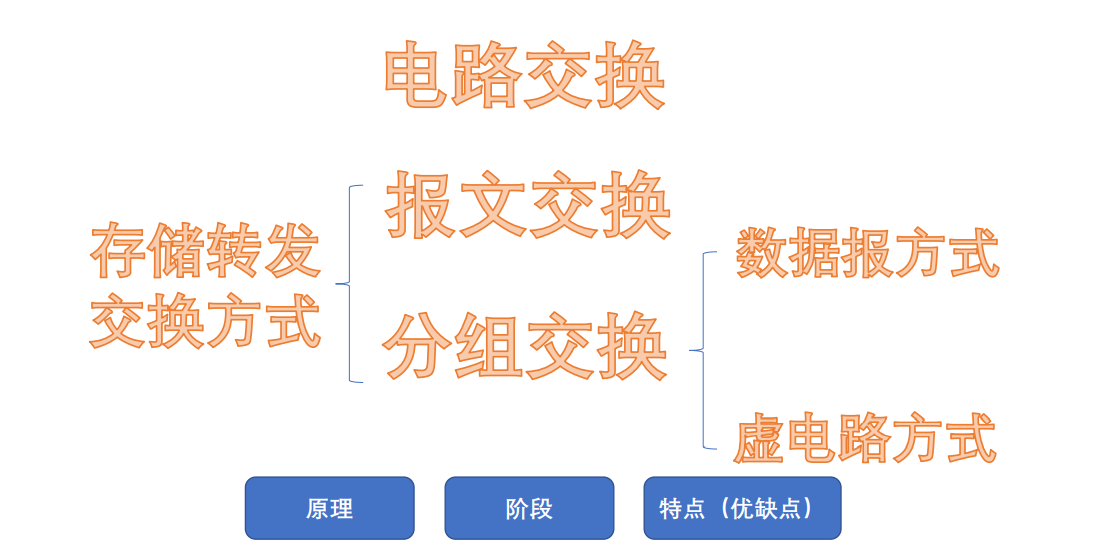 电路交换
报文交换
存储转发
交换方式
数据报方式
分组交换
虚电路方式
原理
阶段
特点（优缺点）